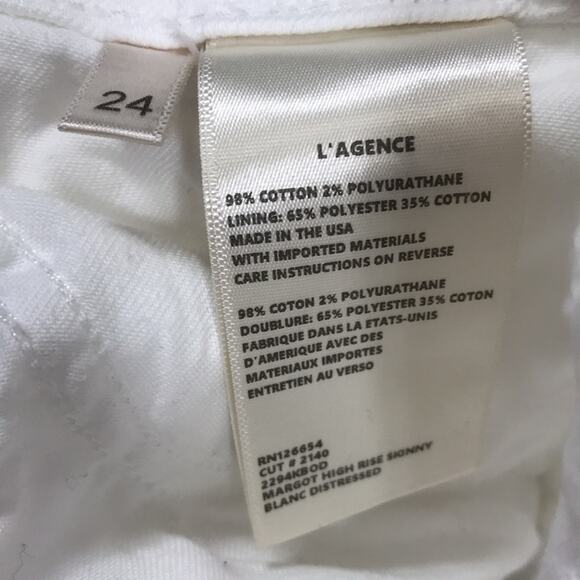 24
L'AGENCE
98% COTTON 2% POLYURATHANE
LINING: 65% POLYESTER 35% COTTON
MADE IN THE USA
WITH IMPORTED MATERIALS
CARE INSTRUCTIONS ON REVERSE
98% COTON 2% POLYURATHANE
DOUBLURE: 65% POLYESTER 35% COTON
FABRIQUE DANS LA ETATS-UNIS
D'AMERIQUE AVEC DES
MATERIAUX IMPORTES
ENTRETIEN AU VERSO
RN126654
CUT # 2140
2294KBOD
MARGOT HIGH RISE SKINNY
BLANC DISTRESSED